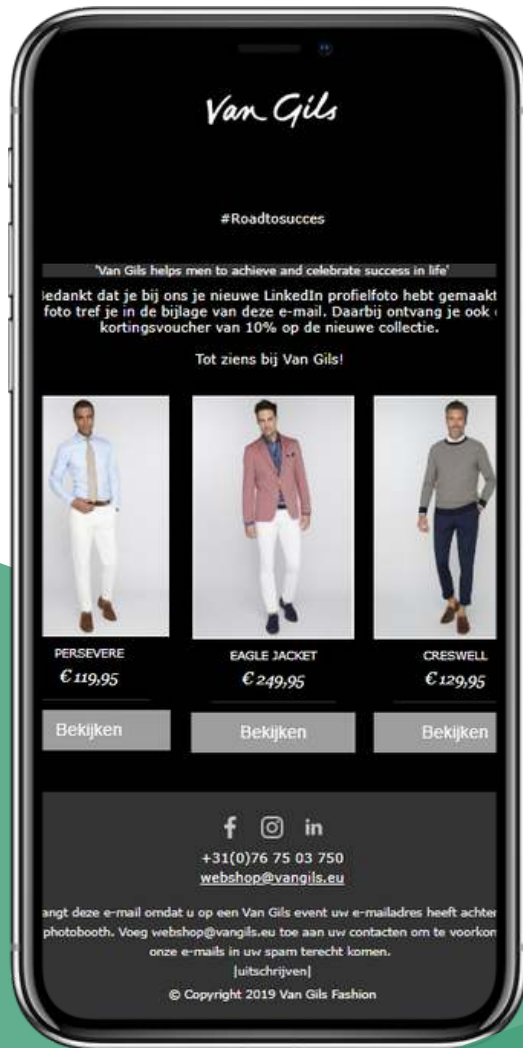 Van Gils
#Roadtosucces
'Van Gils helps men to achieve and celebrate success in life'
edankt dat je bij ons je nieuwe LinkedIn profielfoto hebt gemaakt
foto tref je in de bijlage van deze e-mail. Daarbij ontvang je ook
kortingsvoucher van 10% op de nieuwe collectie.
Tot ziens bij Van Gils!
PERSEVERE EAGLE JACKET CRESWELL
€ 119,95 € 249,95 € 129,95
Bekijken Bekijken Bekijken
f in
+31(0)76 75 03 750
webshop@vangils.eu
angt deze e-mail omdat u op een Van Gils event uw e-mailadres heeft achter
photobooth. Voeg webshop@vangils.eu toe aan uw contacten om te voorkom
onze e-mails in uw spam terecht komen.
|uitschrijven|
© Copyright 2019 Van Gils Fashion